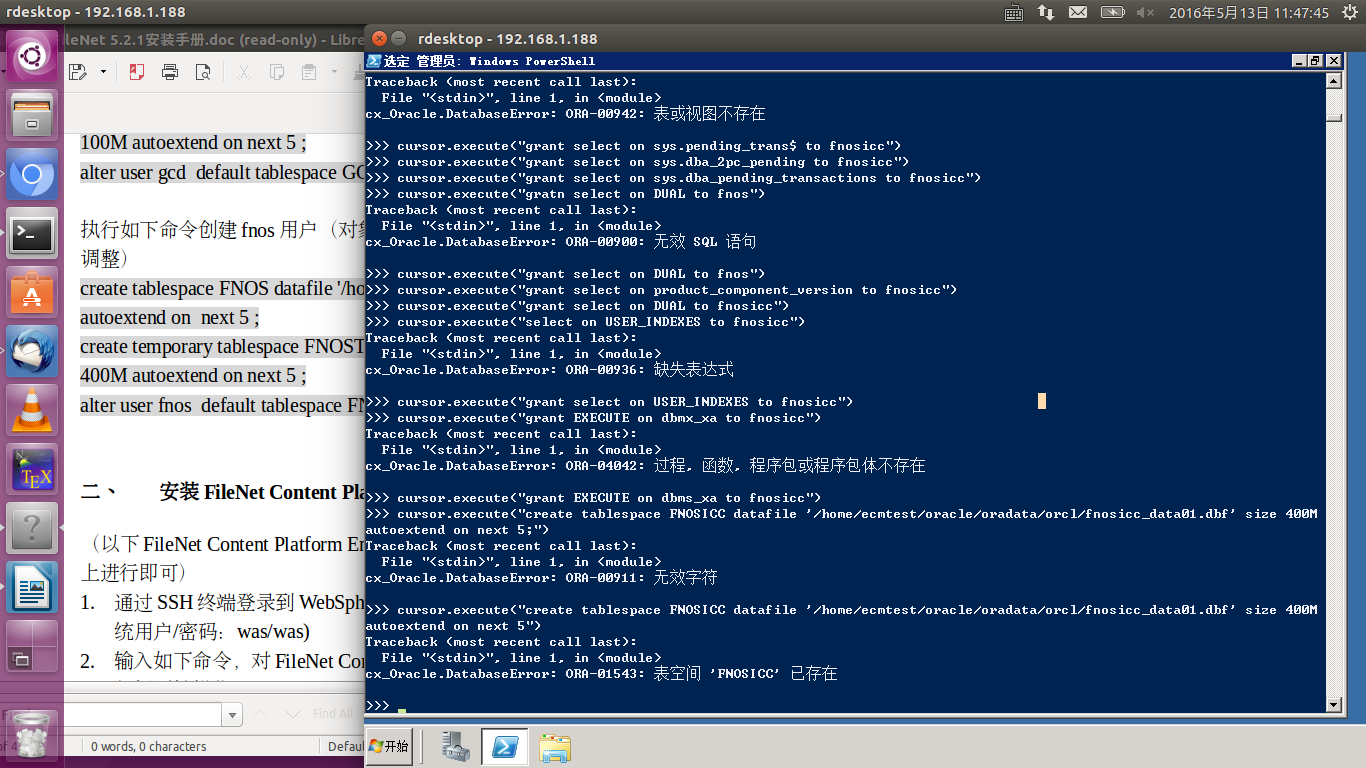 rdesktop - 192.168.1.188
2016年5月13日 11:47:45
FileNet 5.2.1安装手册.doc (read-only) - Libre
100M autoextend on next 5 ;
alter user gcd default tablespace GC
执行如下命令创建 fnos 用户（对象
调整）
create tablespace FNOS datafile '/ho
autoextend on next 5 ;
create temporary tablespace FNOST
400M autoextend on next 5 ;
alter user fnos default tablespace FN
二、 安装 FileNet Content Pla
（以下 FileNet Content Platform En
上进行即可）
1. 通过 SSH 终端登录到 WebSph
统用户/密码：was/was)
2. 输入如下命令，对 FileNet Con
Find All
of 4
0 words, 0 characters
Defau
rdesktop - 192.168.1.188
选定 管理员: Windows PowerShell
Traceback (most recent call last):
File "<stdin>", line 1, in <module>
cx_Oracle.DatabaseError: ORA-00942: 表或视图不存在
>>> cursor.execute("grant select on sys.pending_trans$ to fnosicc")
>>> cursor.execute("grant select on sys.dba_2pc_pending to fnosicc")
>>> cursor.execute("grant select on sys.dba_pending_transactions to fnosicc")
>>> cursor.execute("gratn select on DUAL to fnos")
Traceback (most recent call last):
File "<stdin>", line 1, in <module>
cx_Oracle.DatabaseError: ORA-00900: 无效 SQL 语句
>>> cursor.execute("grant select on DUAL to fnos")
>>> cursor.execute("grant select on product_component_version to fnosicc")
>>> cursor.execute("grant select on DUAL to fnosicc")
>>> cursor.execute("select on USER_INDEXES to fnosicc")
Traceback (most recent call last):
File "<stdin>", line 1, in <module>
cx_Oracle.DatabaseError: ORA-00936: 缺失表达式
>>> cursor.execute("grant select on USER_INDEXES to fnosicc")
>>> cursor.execute("grant EXECUTE on dbmx_xa to fnosicc")
Traceback (most recent call last):
File "<stdin>", line 1, in <module>
cx_Oracle.DatabaseError: ORA-04042: 过程, 函数, 程序包或程序包体不存在
>>> cursor.execute("grant EXECUTE on dbms_xa to fnosicc")
>>> cursor.execute("create tablespace FNOSICC datafile '/home/ecmtest/oracle/oradata/orcl/fnosicc_data01.dbf' size 400M
autoextend on next 5;")
Traceback (most recent call last):
File "<stdin>", line 1, in <module>
cx_Oracle.DatabaseError: ORA-00911: 无效字符
>>> cursor.execute("create tablespace FNOSICC datafile '/home/ecmtest/oracle/oradata/orcl/fnosicc_data01.dbf' size 400M
autoextend on next 5")
Traceback (most recent call last):
File "<stdin>", line 1, in <module>
cx_Oracle.DatabaseError: ORA-01543: 表空间 'FNOSICC' 已存在
>>>
开始